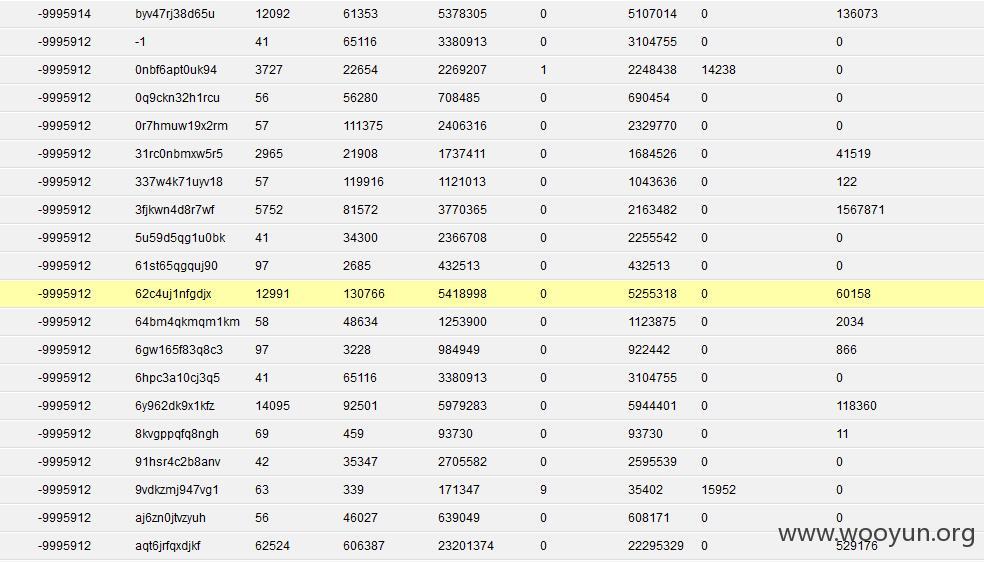 -9995914 byv47rj38d65u 12092 61353 5378305 0 5107014 0 136073
-9995912 -1 41 65116 3380913 0 3104755 0 0
-9995912 0nbf6apt0uk94 3727 22654 2269207 1 2248438 14238 0
-9995912 0q9ckn32h1rcu 56 56280 708485 0 690454 0 0
-9995912 0r7hmuw19x2rm 57 111375 2406316 0 2329770 0 0
-9995912 31rc0nbmxw5r5 2965 21908 1737411 0 1684526 0 41519
-9995912 337w4k71uyv18 57 119916 1121013 0 1043636 0 122
-9995912 3fjkwn4d8r7wf 5752 81572 3770365 0 2163482 0 1567871
-9995912 5u59d5qg1u0bk 41 34300 2366708 0 2255542 0 0
-9995912 61st65qgquj90 97 2685 432513 0 432513 0 0
-9995912 62c4uj1nfgdjx 12991 130766 5418998 0 5255318 0 60158
-9995912 64bm4qkmqm1km 58 48634 1253900 0 1123875 0 2034
-9995912 6gw165f83q8c3 97 3228 984949 0 922442 0 866
-9995912 6hpc3a10cj3q5 41 65116 3380913 0 3104755 0 0
-9995912 6y962dk9x1kfz 14095 92501 5979283 0 5944401 0 118360
-9995912 8kvgppqfq8ngh 69 459 93730 0 93730 0 11
-9995912 91hsr4c2b8anv 42 35347 2705582 0 2595539 0 0
-9995912 9vdkzmj947vg1 63 339 171347 9 35402 15952 0
-9995912 aj6zn0jtvzyuh 56 46027 639049 0 608171 0 0
www.wooyun.org
-9995912 aqt6jrfqxdjkf 62524 606387 23201374 0 22295329 0 529176